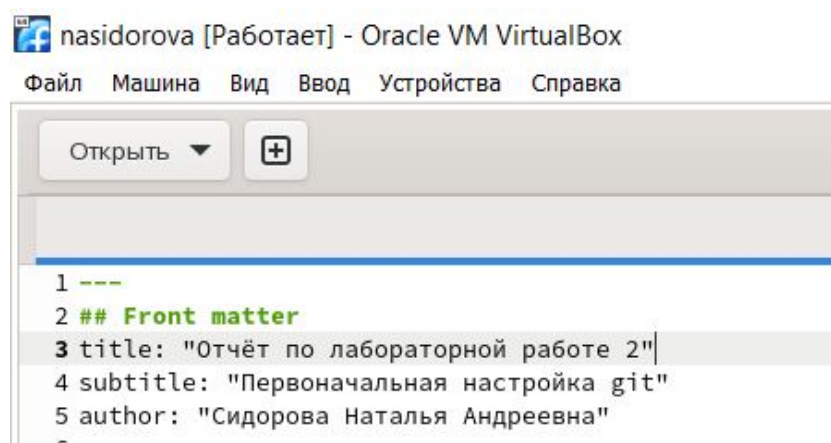 nasidorova [Работает] - Oracle VM VirtualBox
Файл Машина Вид Ввод Устройства Справка
Открыть
1 ---
2 ## Front matter
3 title: "Отчёт по лабораторной работе 2"
4 subtitle: "Первоначальная настройка git"
5 author: "Сидорова Наталья Андреевна"